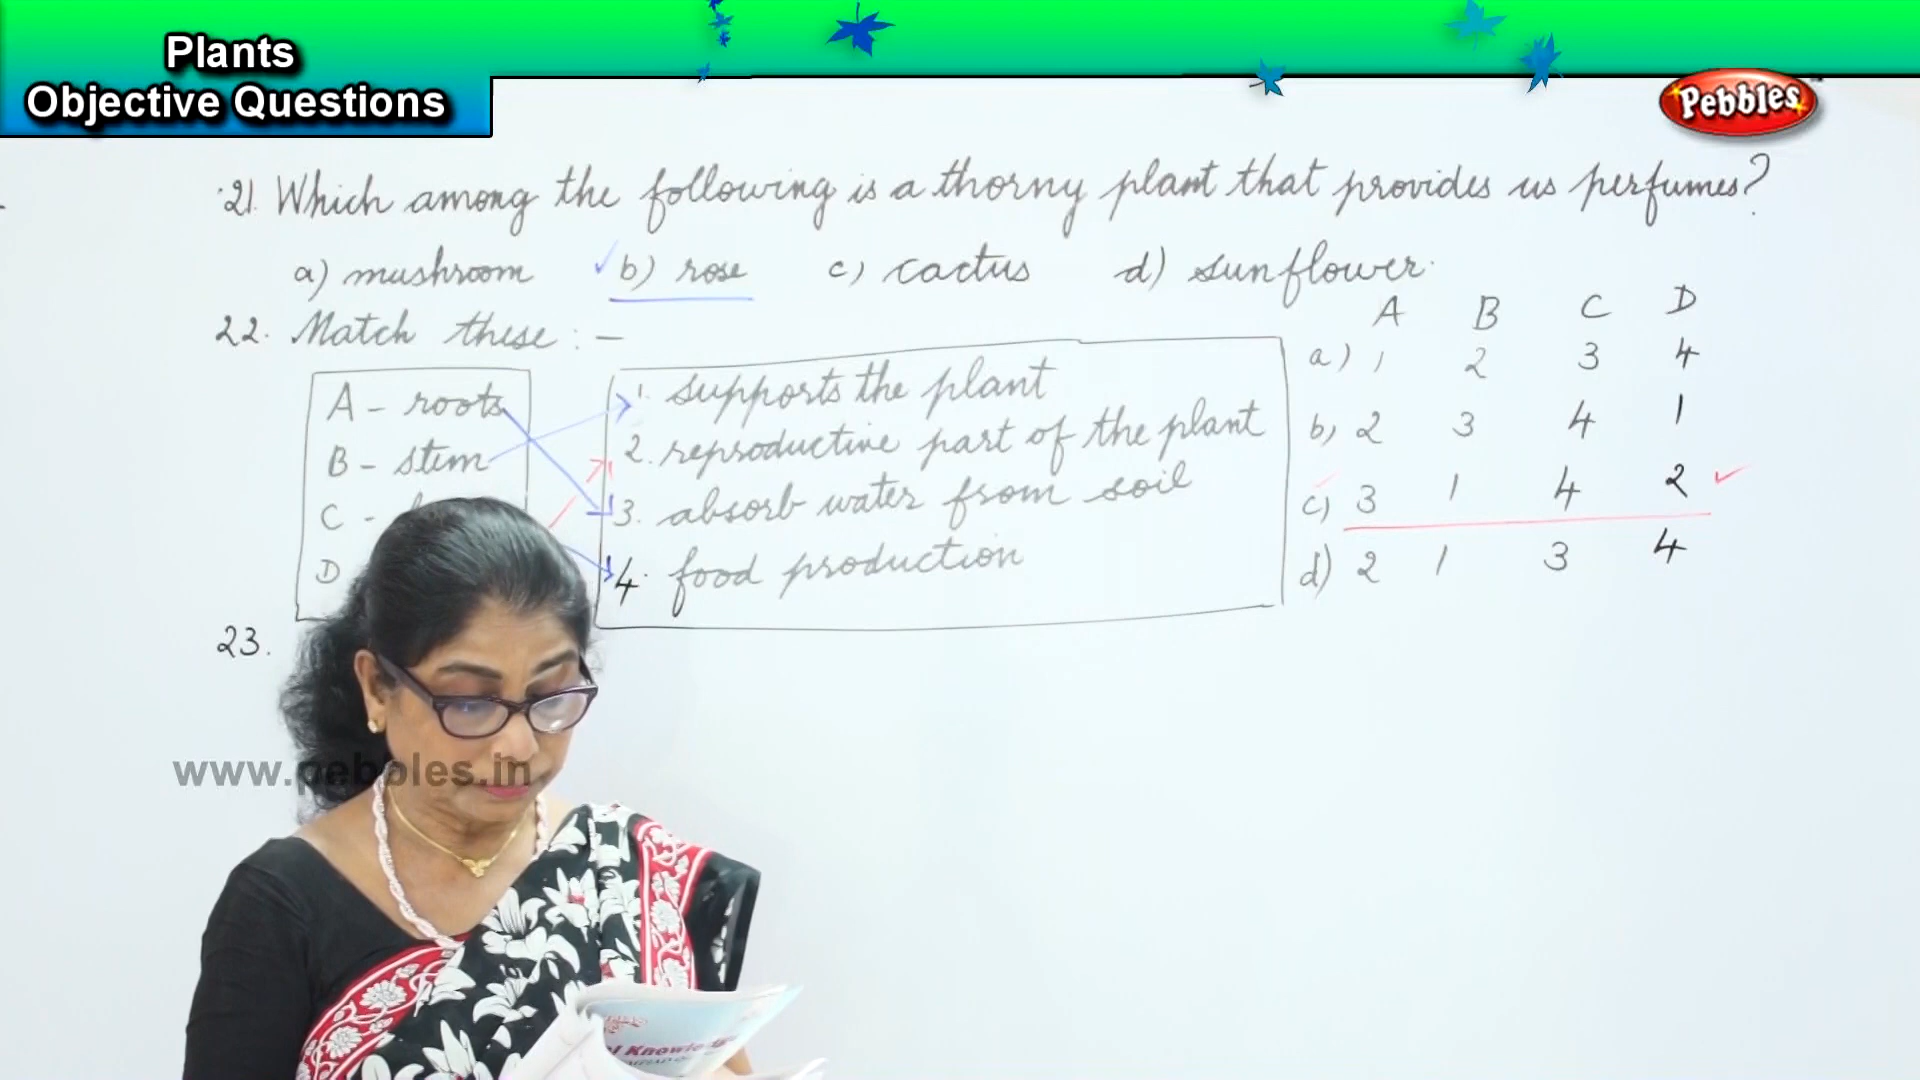 Plants
Objective Questions
Pebbles
21. Which among the following is a thorny plant that provides us perfumes?
a) mushroom b) rose c) cactus d) sunflower
22. Match these : –
A B C D
A – roots 1. supports the plant a) 1 2 3 4
B – stem 2. reproductive part of the plant b) 2 3 4 1
C – 3. absorb water from soil c) 3 1 4 2
D 4. food production d) 2 1 3 4
23.
www.pebbles.in